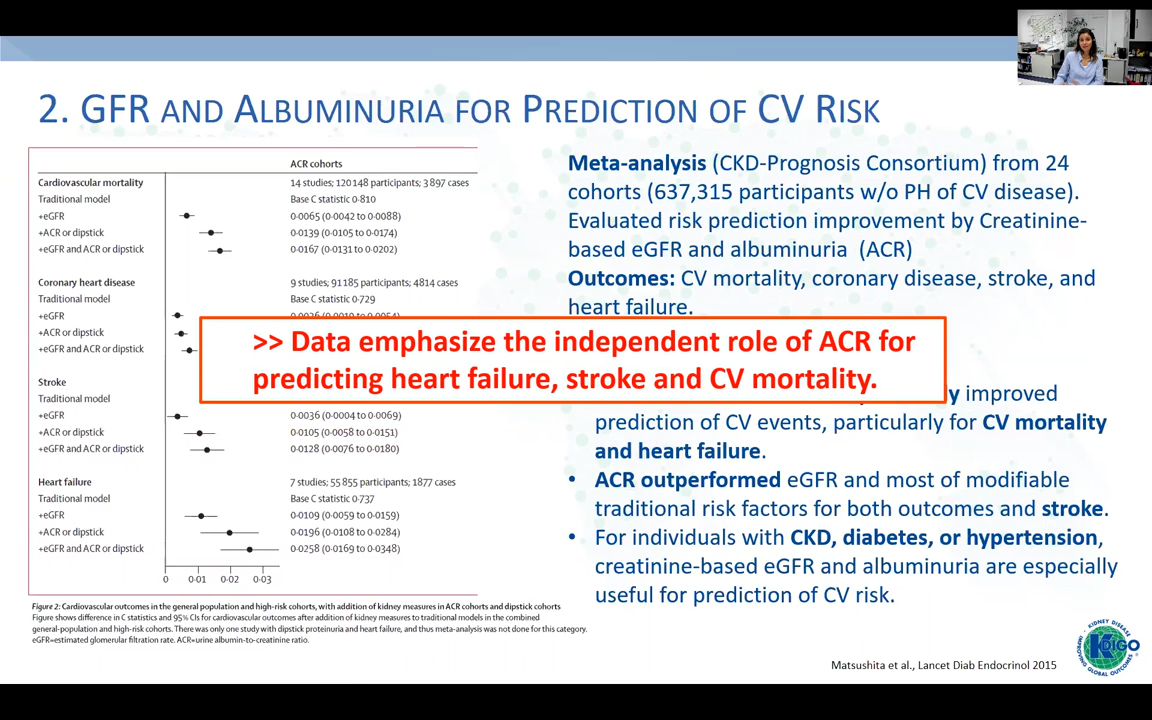 2. GFR AND ALBUMINURIA FOR PREDICTION OF CV RISK
ACR cohorts
Cardiovascular mortality 14 studies; 120 148 participants; 3 897 cases
Traditional model Base C statistic 0·810
+eGFR 0·0065 (0·0042 to 0·0088)
+ACR or dipstick 0·0139 (0·0105 to 0·0174)
+eGFR and ACR or dipstick 0·0167 (0·0131 to 0·0202)
Coronary heart disease 9 studies; 91 185 participants; 4814 cases
Traditional model Base C statistic 0·729
+eGFR
+ACR or dipstick
+eGFR and ACR or dipstick
Stroke
Traditional model
+eGFR 0·0036 (0·0004 to 0·0069)
+ACR or dipstick 0·0105 (0·0058 to 0·0151)
+eGFR and ACR or dipstick 0·0128 (0·0076 to 0·0180)
Heart failure 7 studies; 55 855 participants; 1877 cases
Traditional model Base C statistic 0·737
+eGFR 0·0109 (0·0059 to 0·0159)
+ACR or dipstick 0·0196 (0·0108 to 0·0284)
+eGFR and ACR or dipstick 0·0258 (0·0169 to 0·0348)
0 0·01 0·02 0·03
Figure 2: Cardiovascular outcomes in the general population and high-risk cohorts, with addition of kidney measures in ACR cohorts and dipstick cohorts
Figure shows difference in C statistics and 95% CIs for cardiovascular outcomes after addition of kidney measures to traditional models in the combined
general-population and high-risk cohorts. There was only one study with dipstick proteinuria and heart failure, and thus meta-analysis was not done for this category.
eGFR=estimated glomerular filtration rate. ACR=urine albumin-to-creatinine ratio.
Meta-analysis (CKD-Prognosis Consortium) from 24
cohorts (637,315 participants w/o PH of CV disease).
Evaluated risk prediction improvement by Creatinine-
based eGFR and albuminuria (ACR)
Outcomes: CV mortality, coronary disease, stroke, and
heart failure.
>> Data emphasize the independent role of ACR for
predicting heart failure, stroke and CV mortality.
improved
prediction of CV events, particularly for CV mortality
and heart failure.
• ACR outperformed eGFR and most of modifiable
traditional risk factors for both outcomes and stroke.
• For individuals with CKD, diabetes, or hypertension,
creatinine-based eGFR and albuminuria are especially
useful for prediction of CV risk.
Matsushita et al., Lancet Diab Endocrinol 2015
KIDNEY DISEASE
KDIGO
IMPROVING GLOBAL OUTCOMES